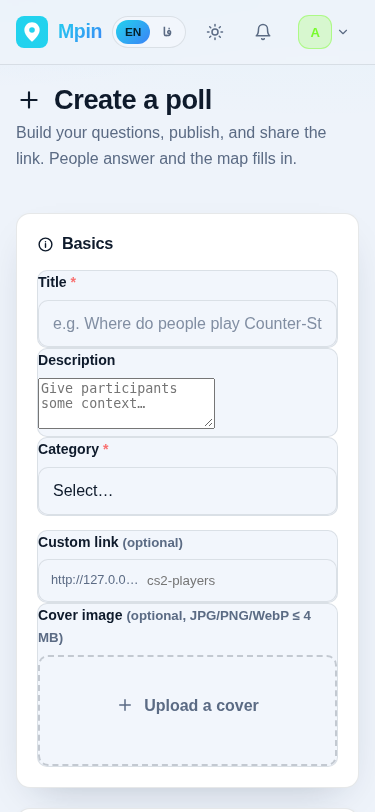 Mpin
EN فا
A
Create a poll
Build your questions, publish, and share the
link. People answer and the map fills in.
Basics
Title *
e.g. Where do people play Counter-St
Description
Give participants
some context…
Category *
Select…
Custom link (optional)
http://127.0.0… cs2-players
Cover image (optional, JPG/PNG/WebP ≤ 4
MB)
Upload a cover